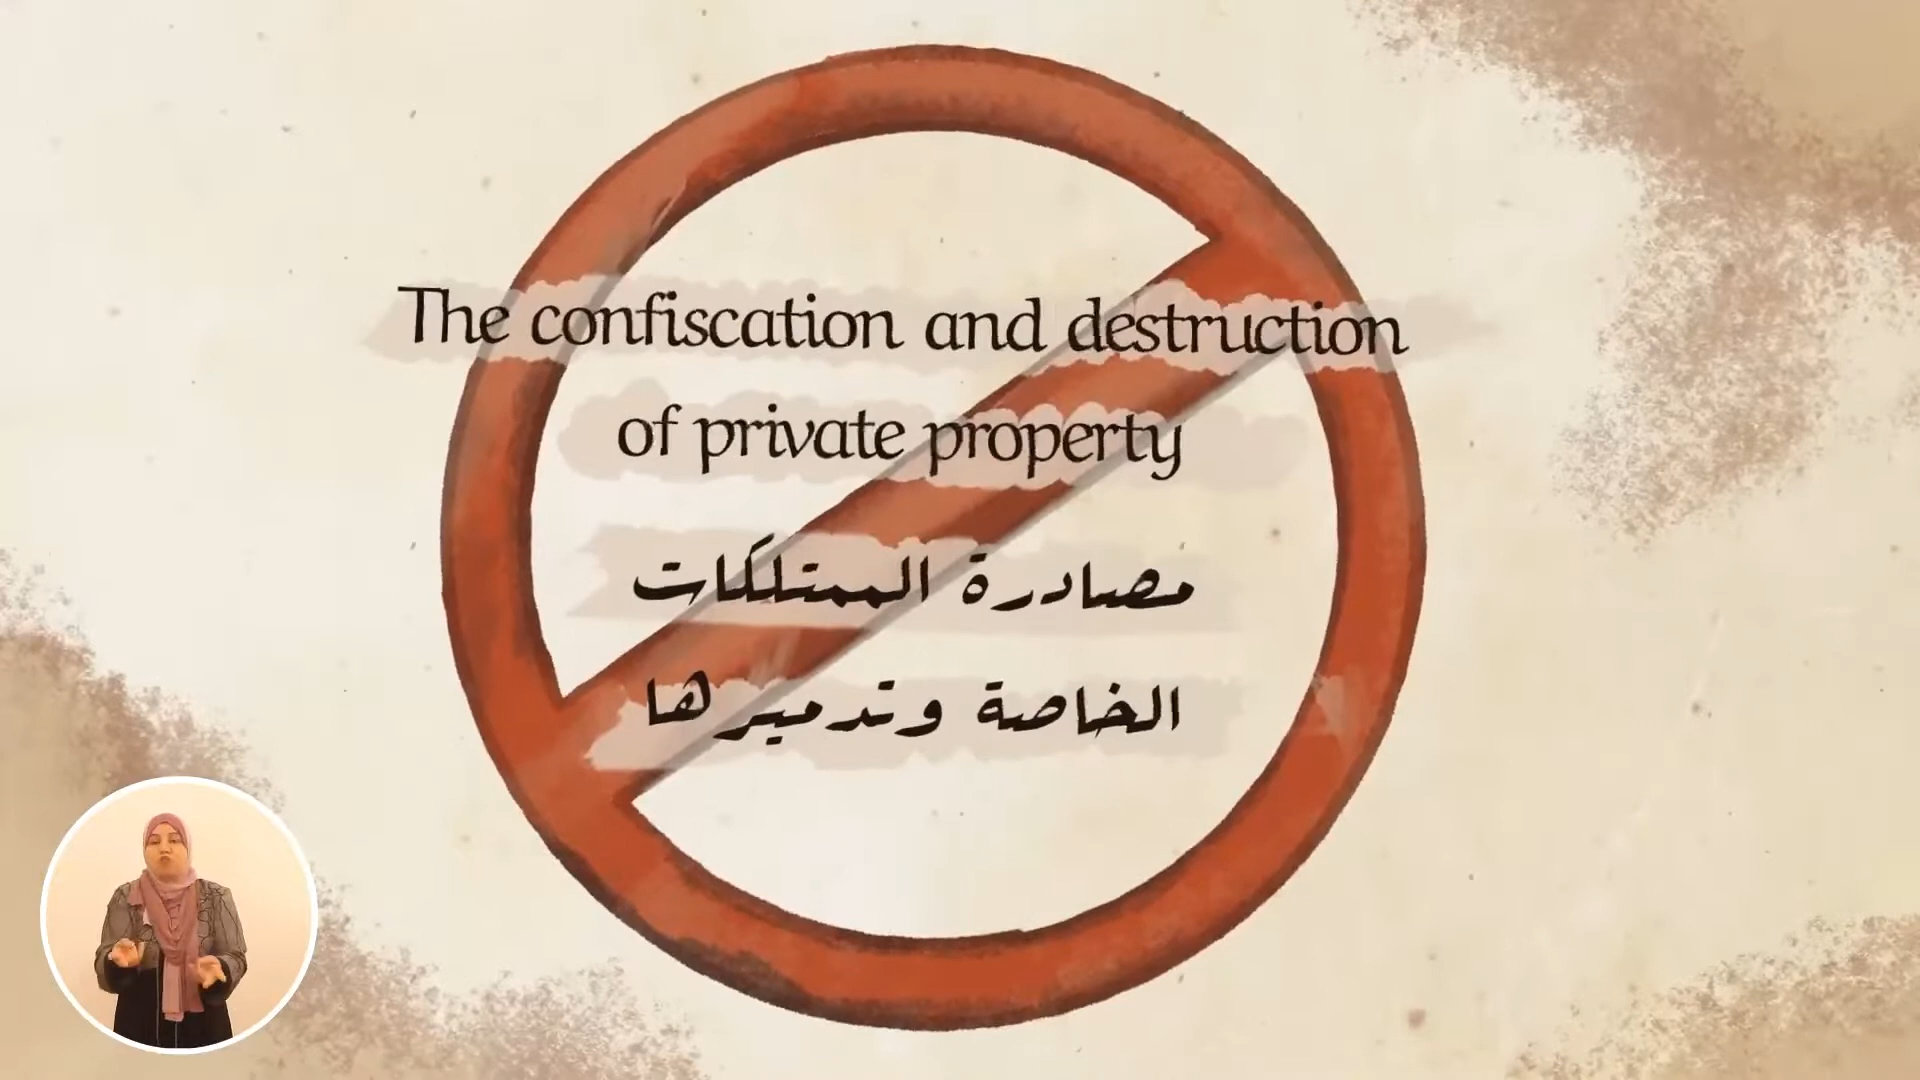 The confiscation and destruction
of private property
مصادرة الممتلكات
الخاصة وتدميرها